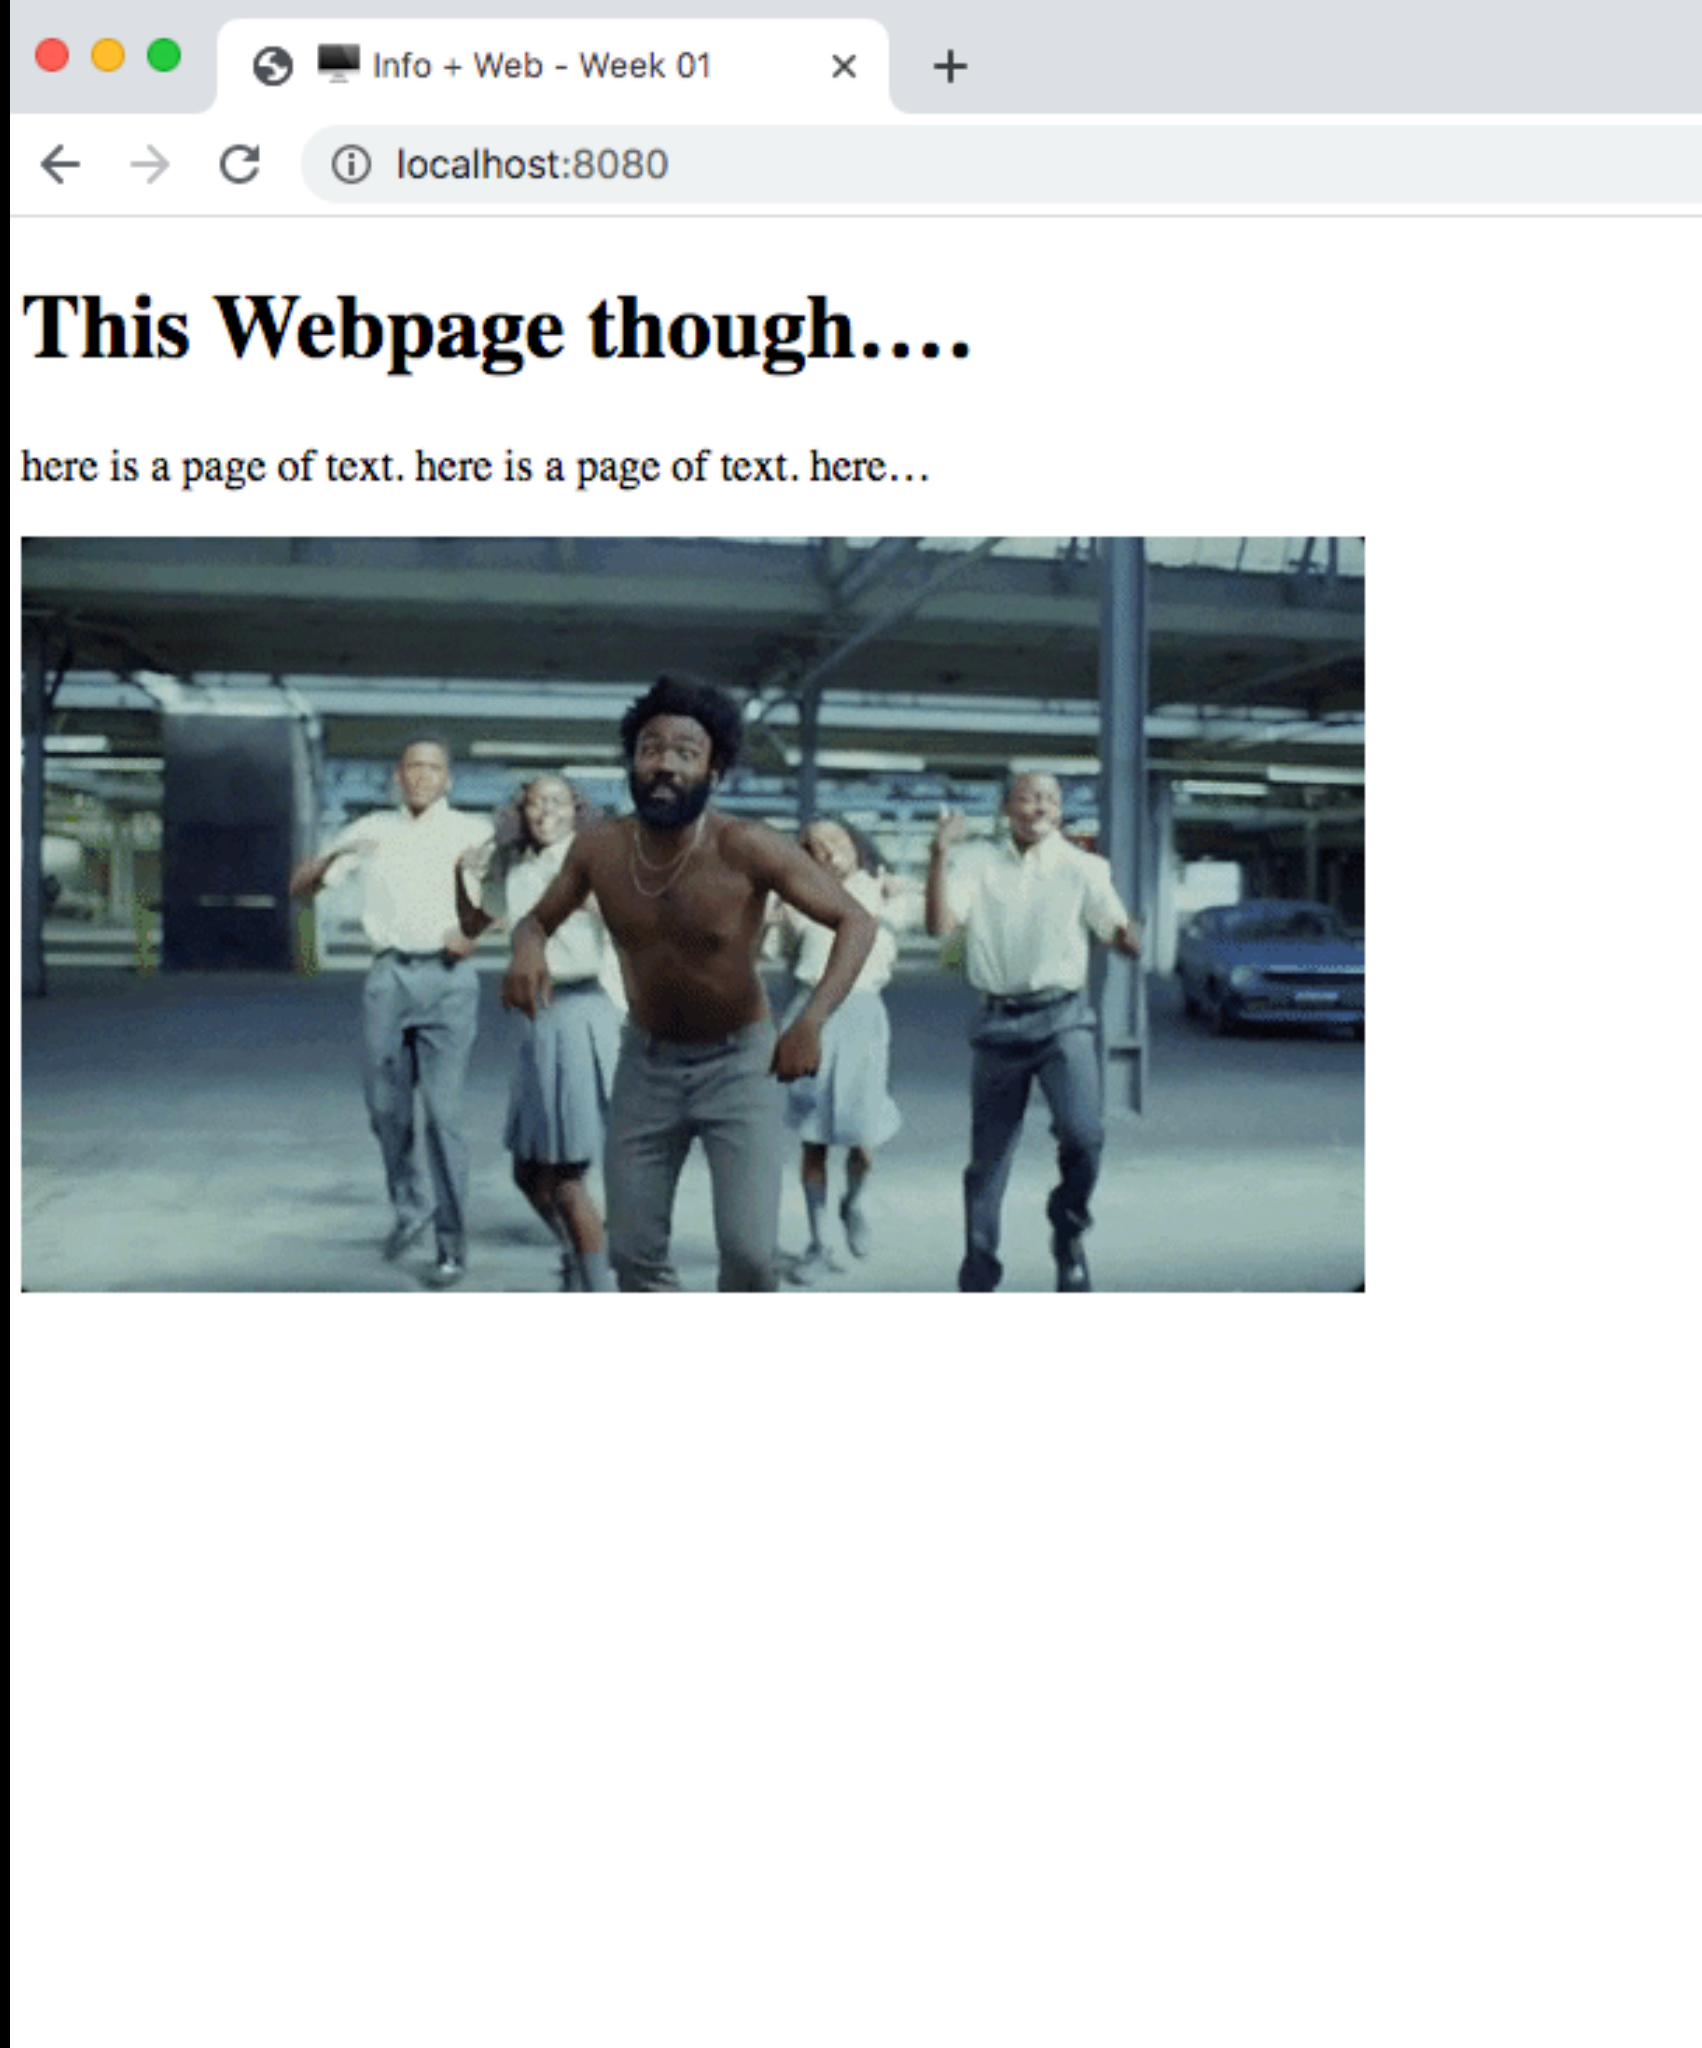 Info + Web - Week 01
localhost:8080
This Webpage though....
here is a page of text. here is a page of text. here...